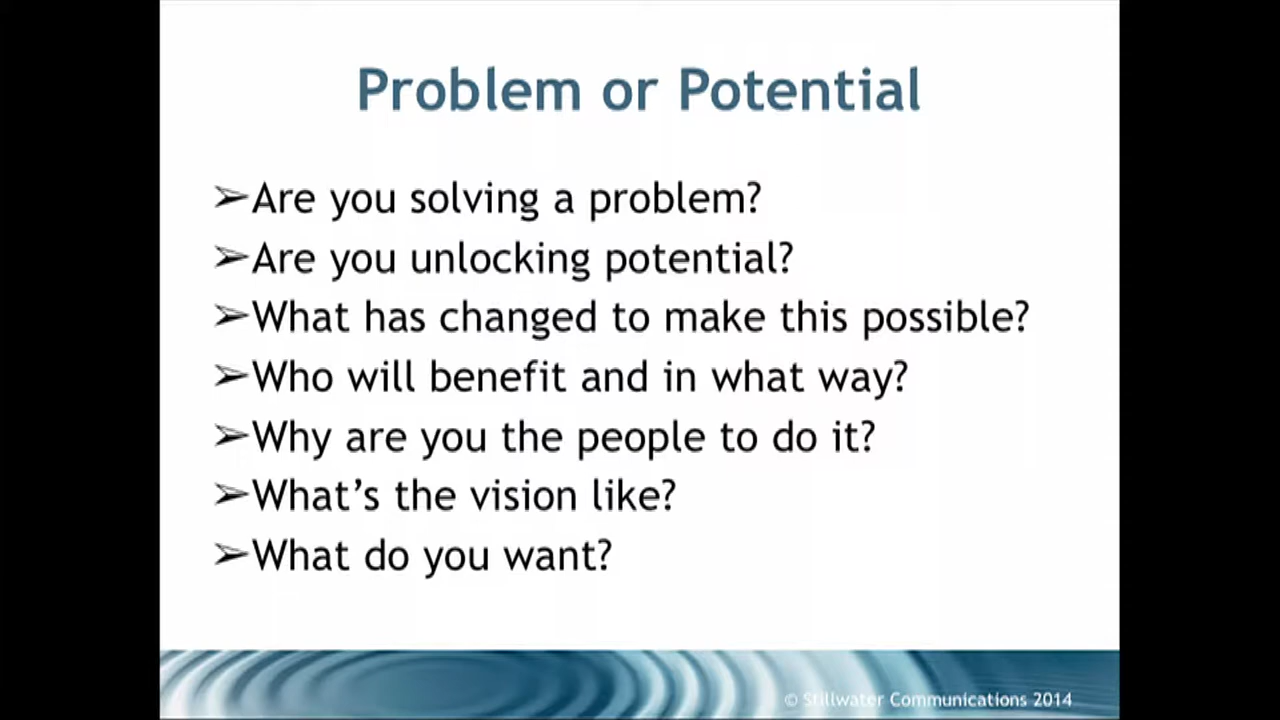 Problem or Potential
➢Are you solving a problem?
➢Are you unlocking potential?
➢What has changed to make this possible?
➢Who will benefit and in what way?
➢Why are you the people to do it?
➢What’s the vision like?
➢What do you want?
© Stillwater Communications 2014